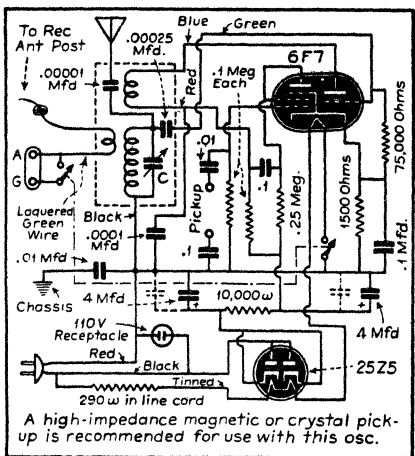 To Rec
Ant Post
.00025
Mfd.
Blue
Green
6F7
.00001
Mfd
Red
.1 Meg
Each
75,000 Ohms
.01
A
G
C
Pickup
.1
.25 Meg.
1500 Ohms
Laquered
Green
Wire
Black
.0001
Mfd
.1
.1 Mfd.
.01 Mfd
Chassis
4 Mfd
+
10,000ω
+
4 Mfd
110V
Receptacle
Red
Black
Tinned
25Z5
290ω in line cord
A high-impedance magnetic or crystal pick-
up is recommended for use with this osc.